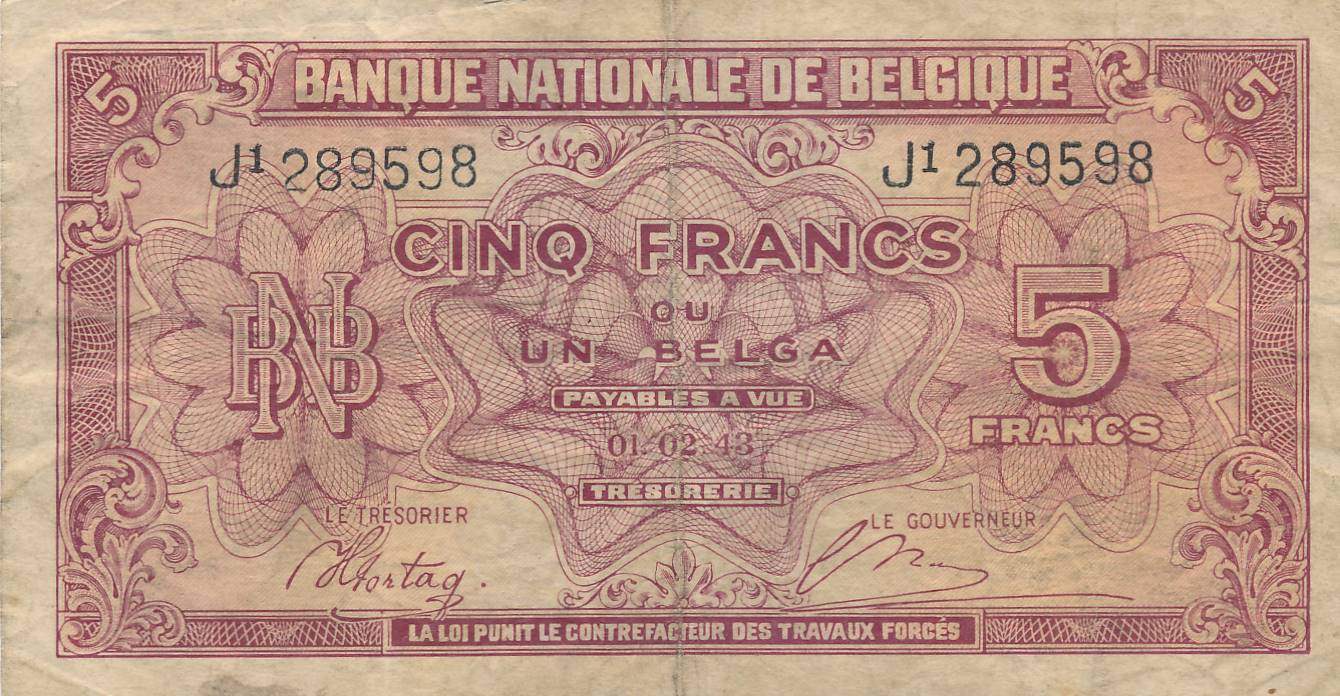 BANQUE NATIONALE DE BELGIQUE
5 5
J¹ 289598 J¹ 289598
CINQ FRANCS
OU
UN BELGA
BNB
5
FRANCS
PAYABLES A VUE
01.02.43
TRÉSORERIE
LE TRÉSORIER LE GOUVERNEUR
LA LOI PUNIT LE CONTREFACTEUR DES TRAVAUX FORCÉS